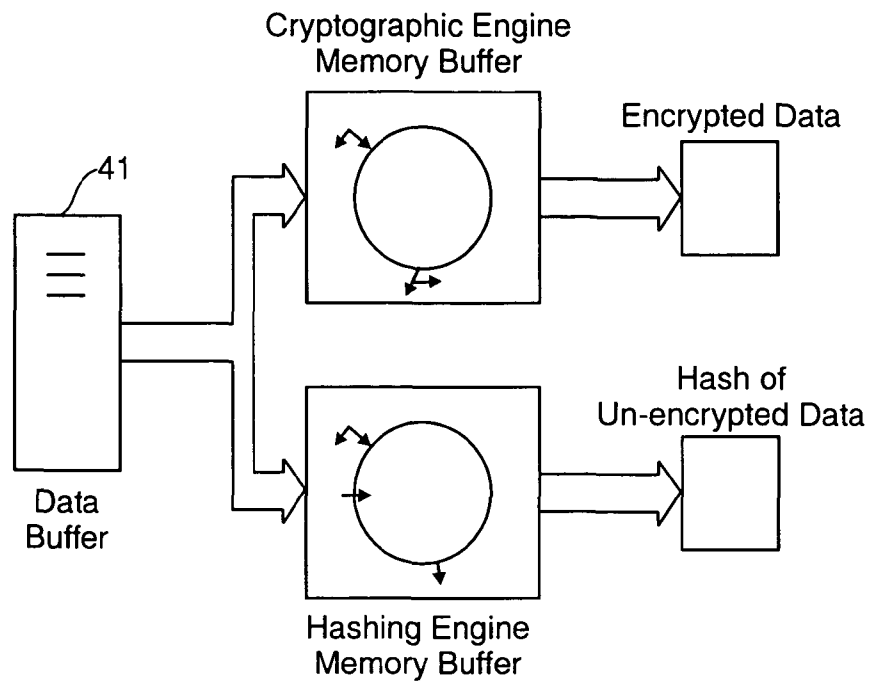 Cryptographic Engine
Memory Buffer
Encrypted Data
41
Data
Buffer
Hash of
Un-encrypted Data
Hashing Engine
Memory Buffer